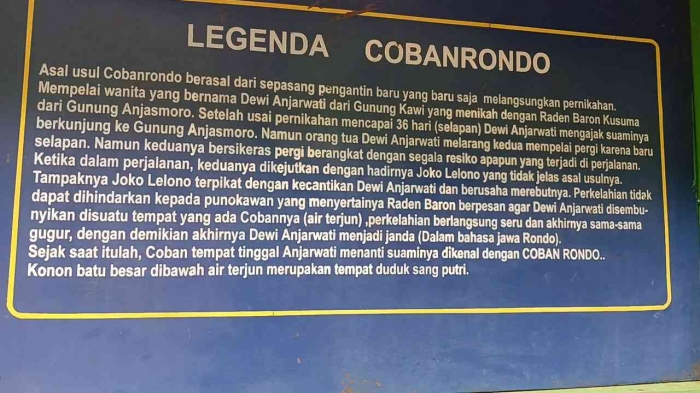 LEGENDA COBANRONDO
Asal usul Cobanrondo berasal dari sepasang pengantin baru yang baru saja melangsungkan pernikahan.
Mempelai wanita yang bernama Dewi Anjarwati dari Gunung Kawi yang menikah dengan Raden Baron Kusuma
dari Gunung Anjasmoro. Setelah usai pernikahan mencapai 36 hari (selapan) Dewi Anjarwati mengajak suaminya
berkunjung ke Gunung Anjasmoro. Namun orang tua Dewi Anjarwati melarang kedua mempelai pergi karena baru
selapan. Namun keduanya bersikeras pergi berangkat dengan segala resiko apapun yang terjadi di perjalanan.
Ketika dalam perjalanan, keduanya dikejutkan dengan hadirnya Joko Lelono yang tidak jelas asal usulnya.
Tampaknya Joko Lelono terpikat dengan kecantikan Dewi Anjarwati dan berusaha merebutnya. Perkelahian tidak
dapat dihindarkan kepada punokawan yang menyertainya Raden Baron berpesan agar Dewi Anjarwati disembu-
nyikan disuatu tempat yang ada Cobannya (air terjun) ,perkelahian berlangsung seru dan akhirnya sama-sama
gugur, dengan demikian akhirnya Dewi Anjarwati menjadi janda (Dalam bahasa jawa Rondo).
Sejak saat itulah, Coban tempat tinggal Anjarwati menanti suaminya dikenal dengan COBAN RONDO..
Konon batu besar dibawah air terjun merupakan tempat duduk sang putri.